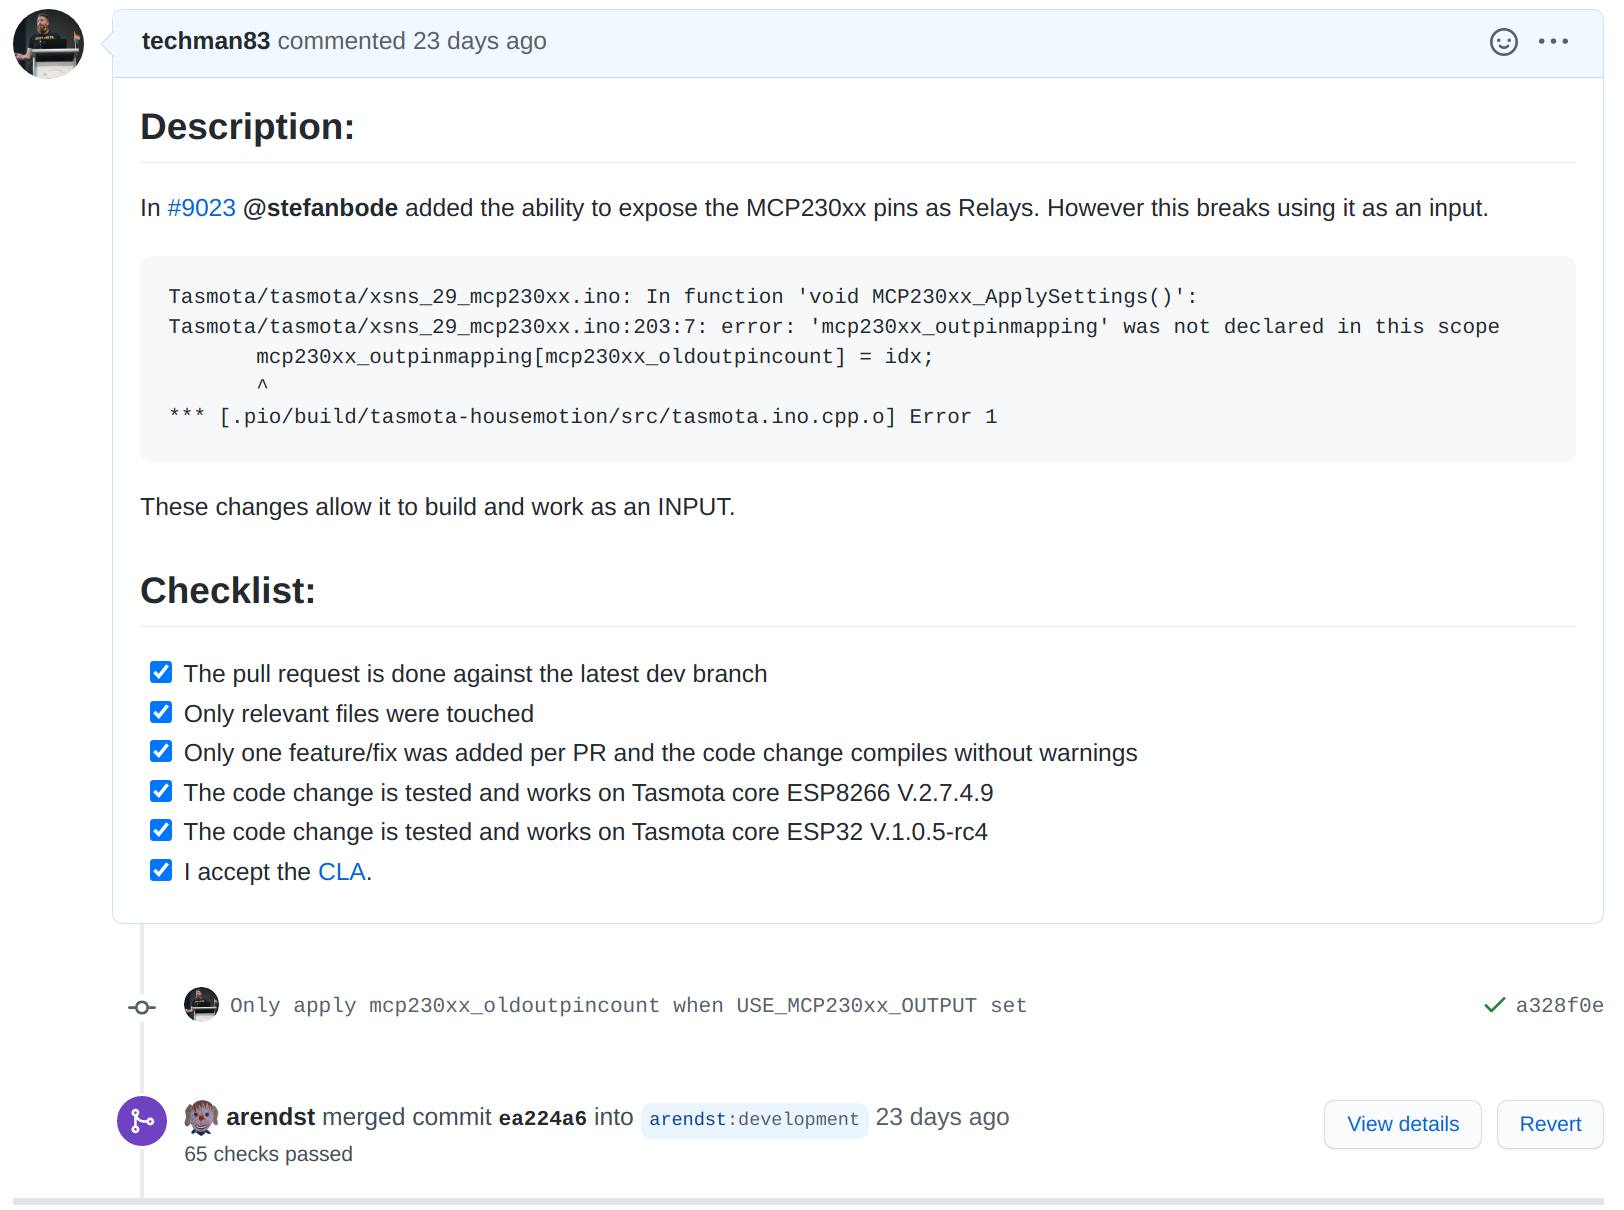 techman83 commented 23 days ago
Description:
In #9023 @stefanbode added the ability to expose the MCP230xx pins as Relays. However this breaks using it as an input.
Tasmota/tasmota/xsns_29_mcp230xx.ino: In function 'void MCP230xx_ApplySettings()':
Tasmota/tasmota/xsns_29_mcp230xx.ino:203:7: error: 'mcp230xx_outpinmapping' was not declared in this scope
       mcp230xx_outpinmapping[mcp230xx_oldoutpincount] = idx;
       ^
*** [.pio/build/tasmota-housemotion/src/tasmota.ino.cpp.o] Error 1
These changes allow it to build and work as an INPUT.
Checklist:
The pull request is done against the latest dev branch
Only relevant files were touched
Only one feature/fix was added per PR and the code change compiles without warnings
The code change is tested and works on Tasmota core ESP8266 V.2.7.4.9
The code change is tested and works on Tasmota core ESP32 V.1.0.5-rc4
I accept the CLA.
Only apply mcp230xx_oldoutpincount when USE_MCP230xx_OUTPUT set a328f0e
arendst merged commit ea224a6 into arendst:development 23 days ago View details Revert
65 checks passed